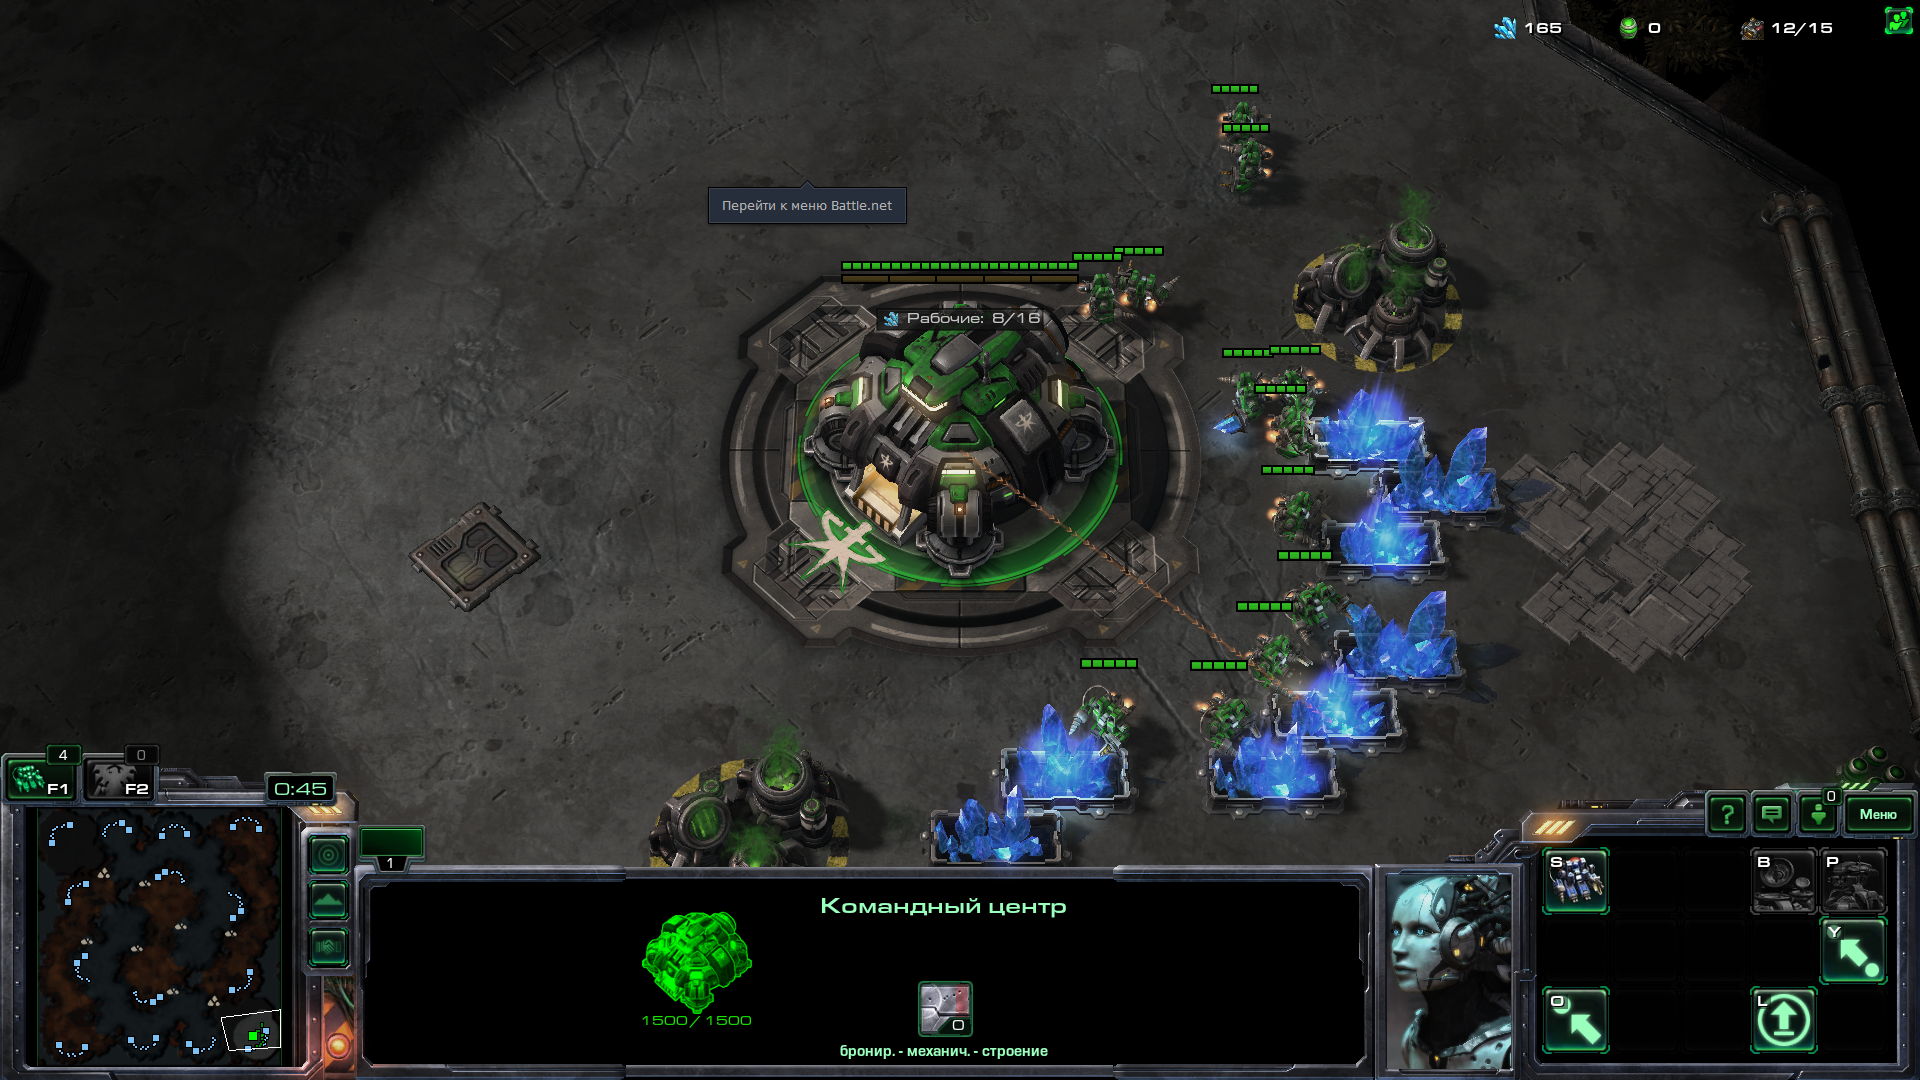 165
0
12/15
Перейти к меню Battle.net
Рабочие: 8/16
4
0
F1
F2
0:45
1
?
0
Меню
Командный центр
1500/1500
0
бронир. - механич. - строение
S
B
P
Y
O
L